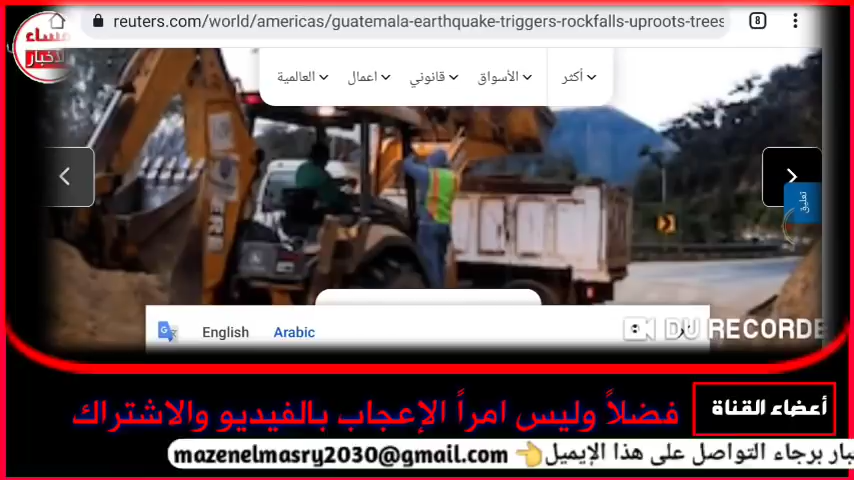 مساء
الأخبار
reuters.com/world/americas/guatemala-earthquake-triggers-rockfalls-uproots-trees
8
العالمية اعمال قانوني الأسواق أكثر
تعليق
English Arabic
DU RECORDE
فضلاً وليس امراً الإعجاب بالفيديو والاشتراك
أعضاء القناة
بار برجاء التواصل على هذا الإيميل👈 mazenelmasry2030@gmail.com